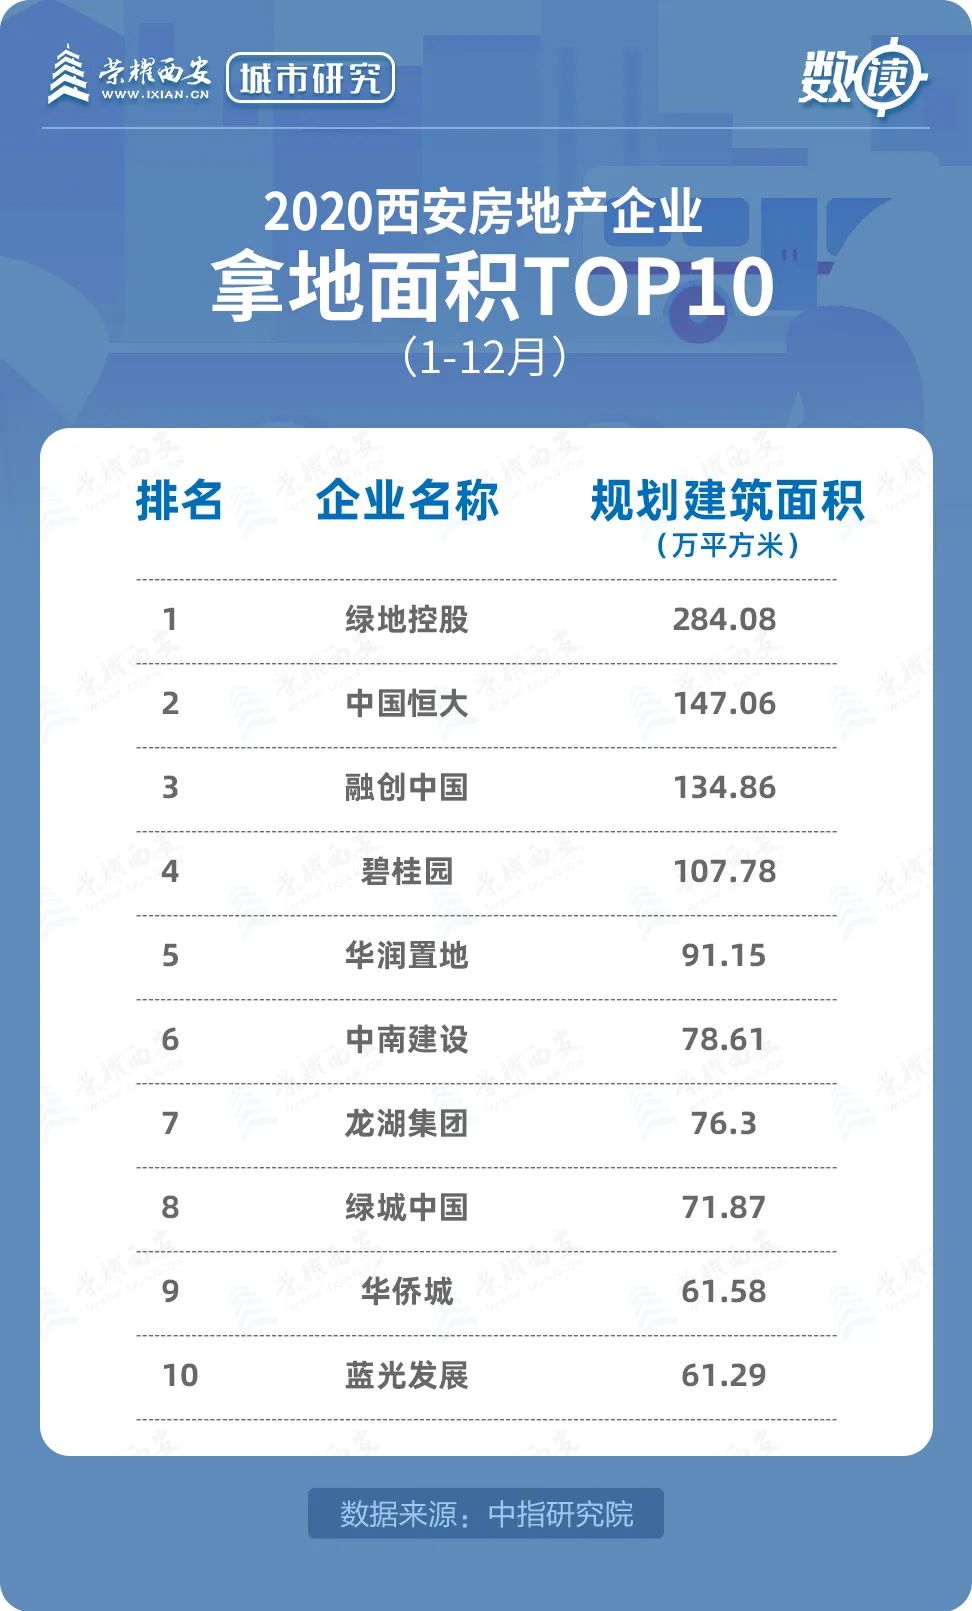 荣耀西安 城市研究 数读
WWW.IXIAN.CN
2020西安房地产企业
拿地面积TOP10
（1-12月）
排名 企业名称 规划建筑面积
（万平方米）
1 绿地控股 284.08
2 中国恒大 147.06
3 融创中国 134.86
4 碧桂园 107.78
5 华润置地 91.15
6 中南建设 78.61
7 龙湖集团 76.3
8 绿城中国 71.87
9 华侨城 61.58
10 蓝光发展 61.29
数据来源：中指研究院